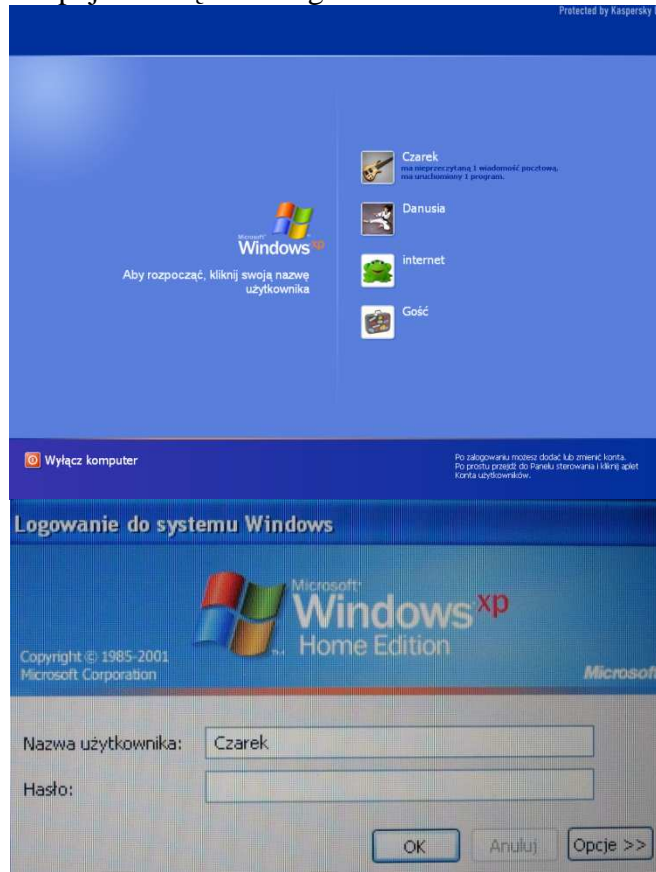 Protected by Kaspersky
Czarek
ma nieprzeczytaną 1 wiadomość pocztową,
ma uruchomiony 1 program.
Danusia
internet
Gość
Microsoft
Windows xp
Aby rozpocząć, kliknij swoją nazwę
użytkownika
Wyłącz komputer
Po zalogowaniu możesz dodać lub zmienić konta.
Po prostu przejdź do Panelu sterowania i kliknij aplet
Konta użytkowników.
Logowanie do systemu Windows
Microsoft
Windows xp
Home Edition
Copyright © 1985-2001
Microsoft Corporation
Microsoft
Nazwa użytkownika: Czarek
Hasło:
OK Anuluj Opcje >>